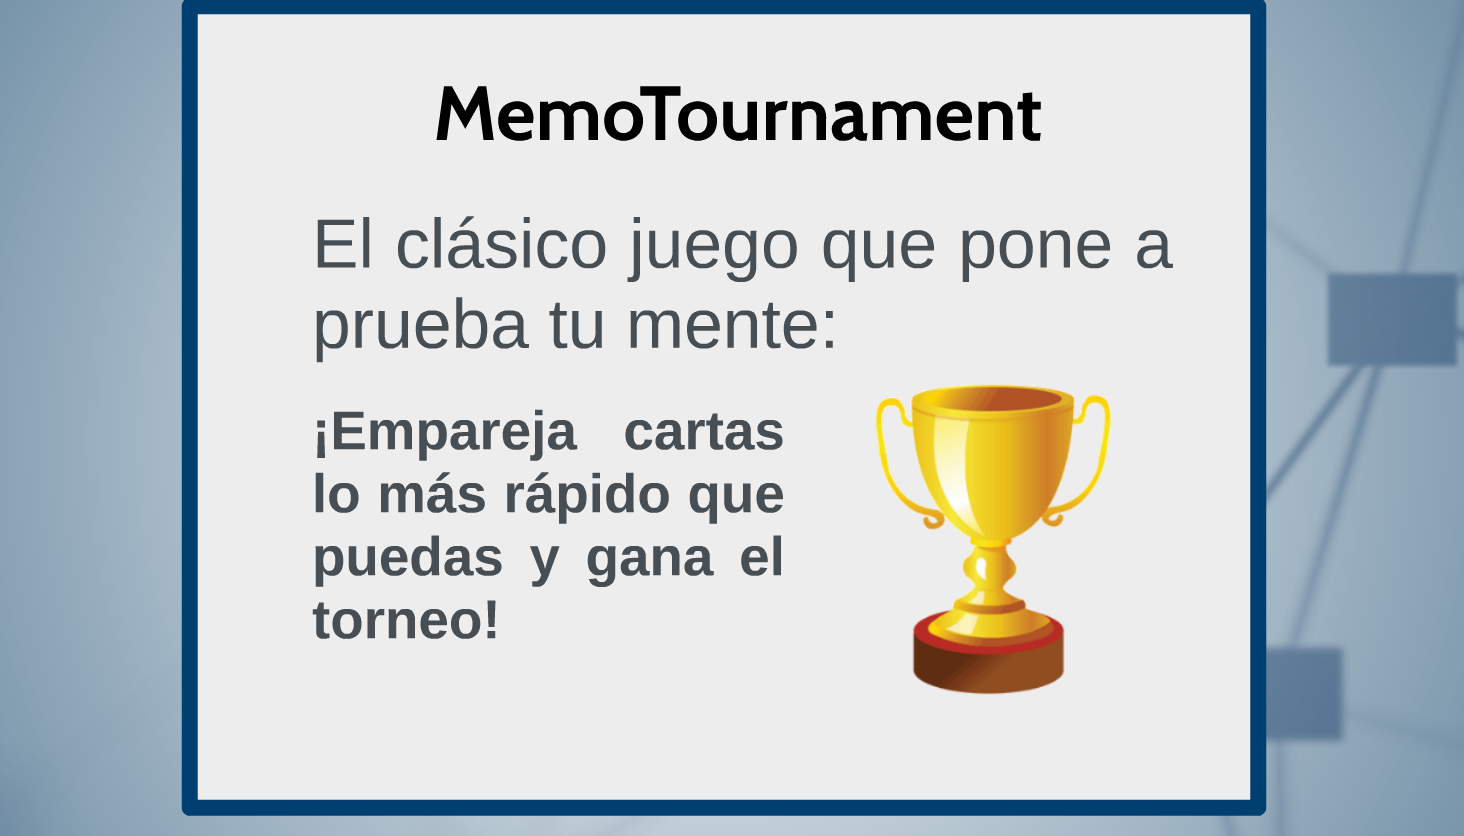 MemoTournament
El clásico juego que pone a
prueba tu mente:
¡Empareja cartas
lo más rápido que
puedas y gana el
torneo!